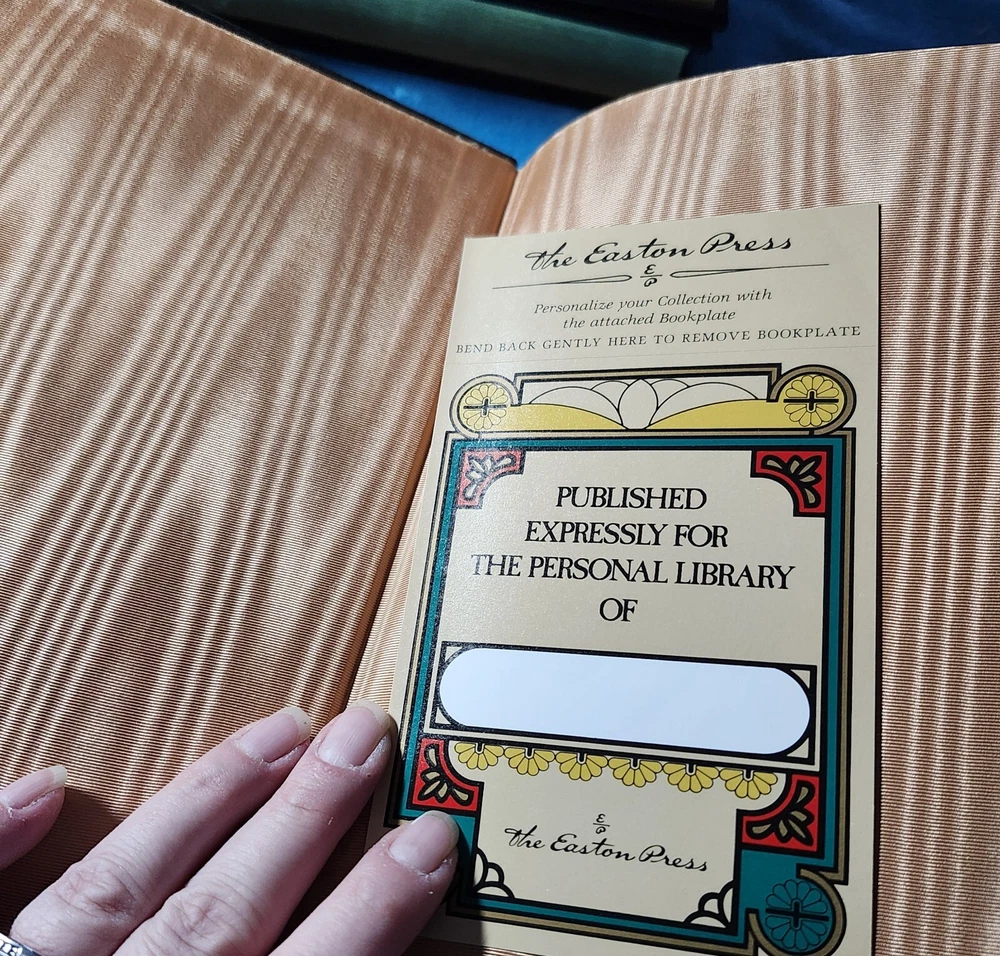 the Easton Press
E
P
Personalize your Collection with
the attached Bookplate
BEND BACK GENTLY HERE TO REMOVE BOOKPLATE
PUBLISHED
EXPRESSLY FOR
THE PERSONAL LIBRARY
OF
E
P
the Easton Press